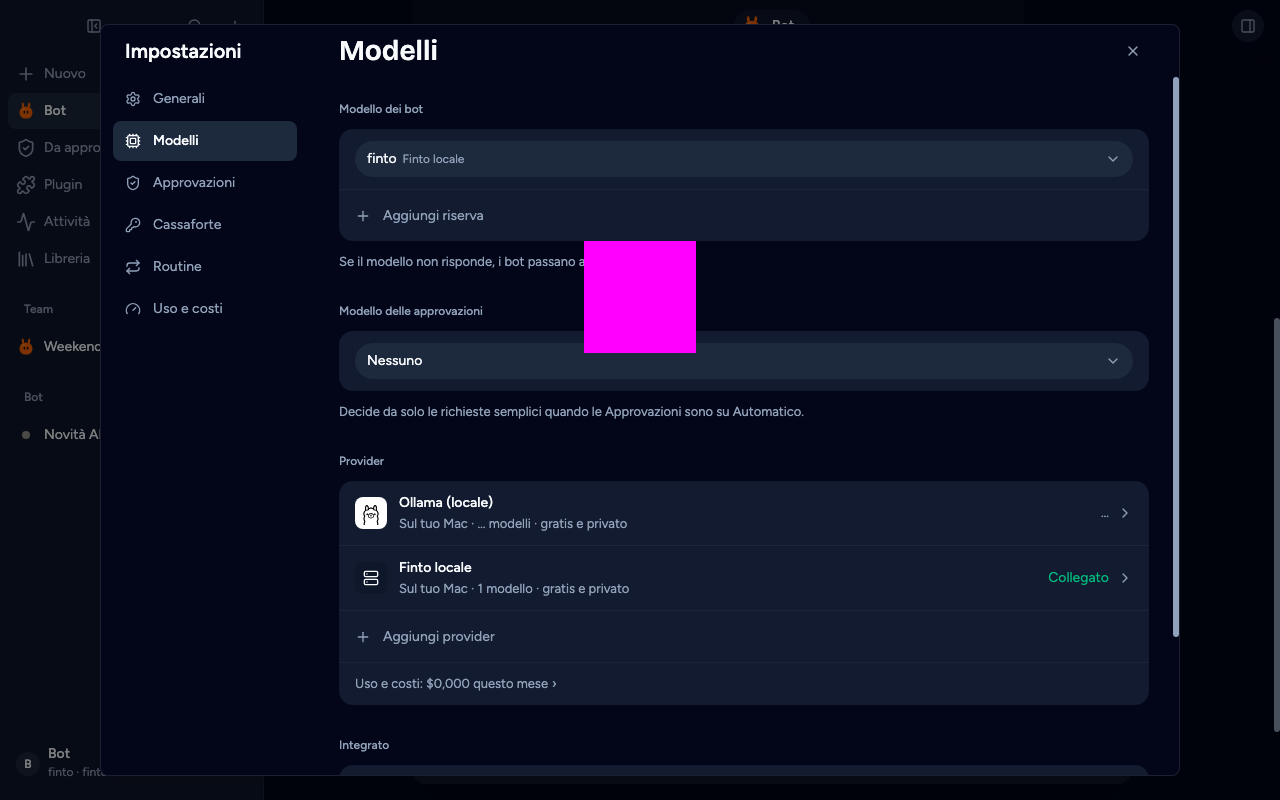 Bot
Impostazioni
Modelli
Nuovo
Bot
Da appro
Plugin
Attività
Libreria
Team
Weekend
Bot
Novità
Bot
B
finto
Generali
Modelli
Approvazioni
Cassaforte
Routine
Uso e costi
Modello dei bot
finto Finto locale
Aggiungi riserva
Se il modello non risponde, i bot passano
Modello delle approvazioni
Nessuno
Decide da solo le richieste semplici quando le Approvazioni sono su Automatico.
Provider
Ollama (locale)
Sul tuo Mac · ... modelli · gratis e privato
...
Finto locale
Sul tuo Mac · 1 modello · gratis e privato
Collegato
Aggiungi provider
Uso e costi: $0,000 questo mese ›
Integrato